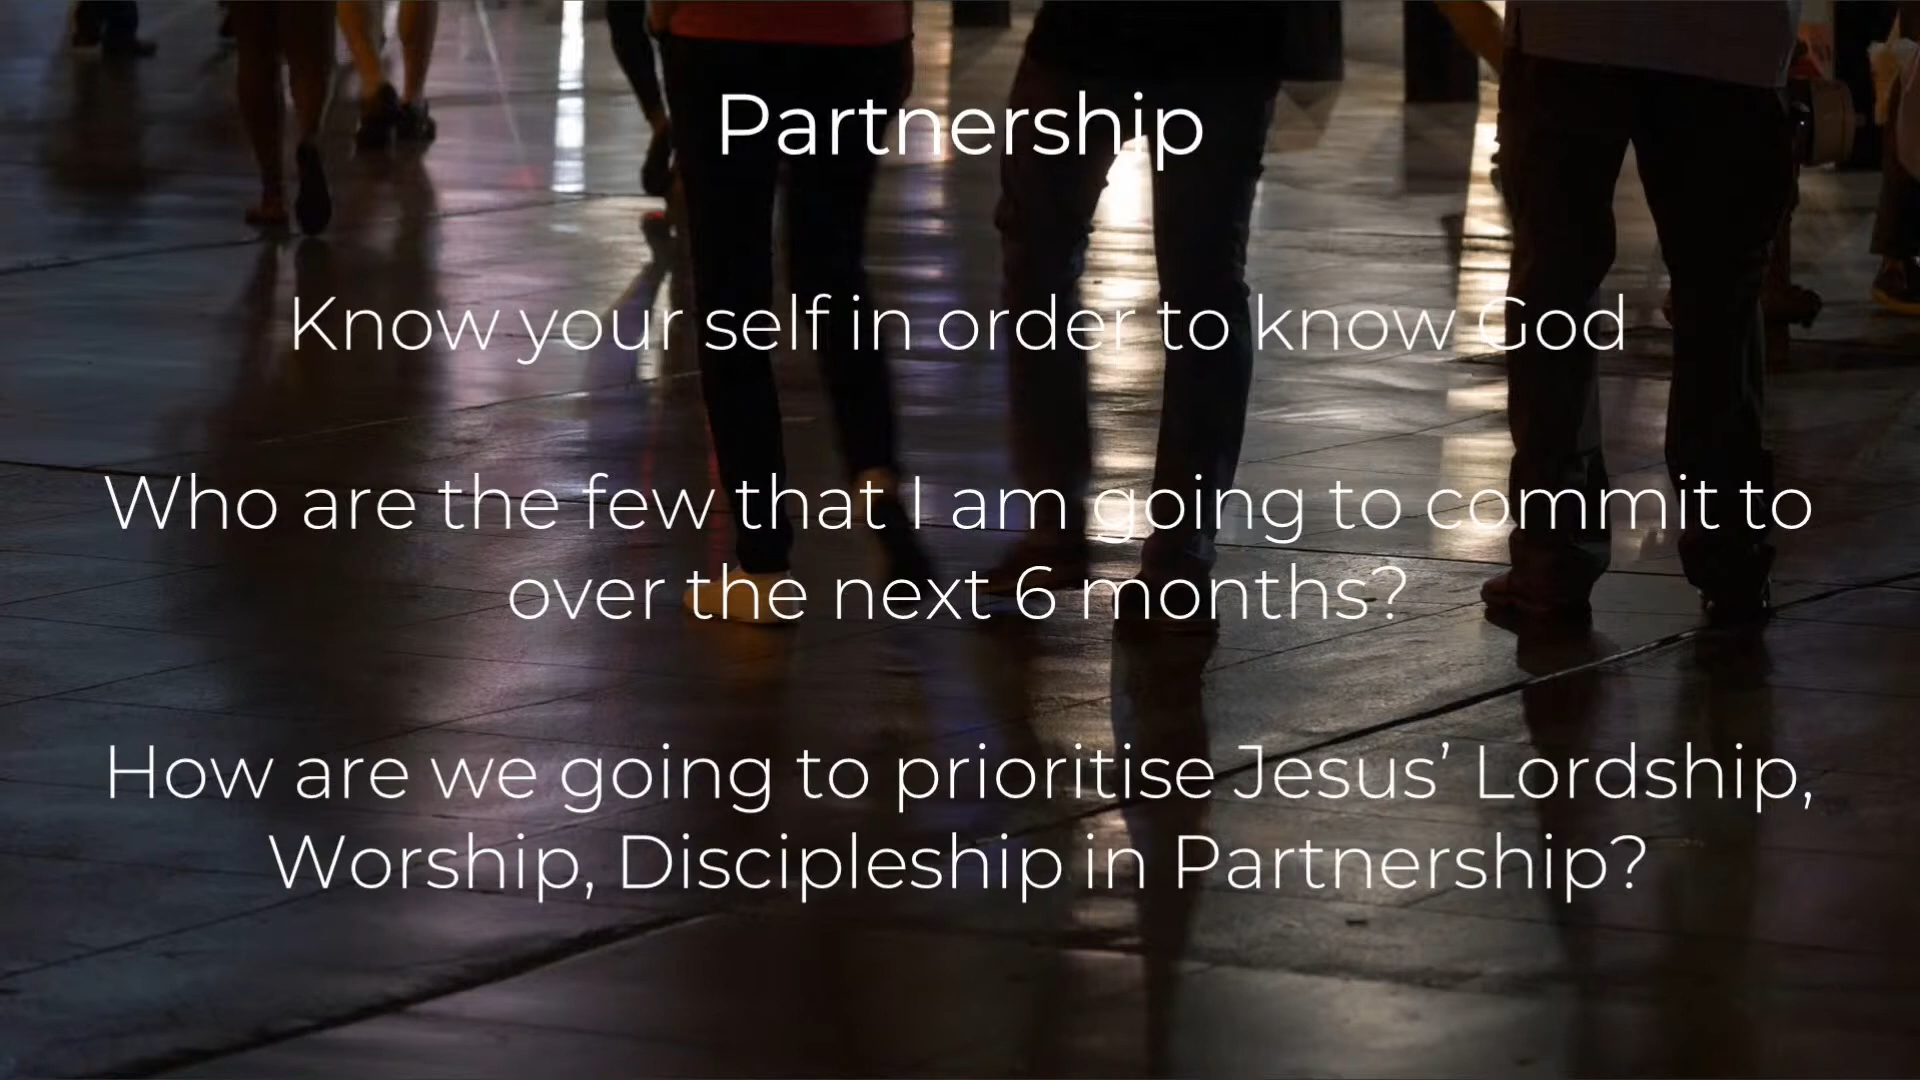 Partnership
Know your self in order to know God
Who are the few that I am going to commit to
over the next 6 months?
How are we going to prioritise Jesus’ Lordship,
Worship, Discipleship in Partnership?